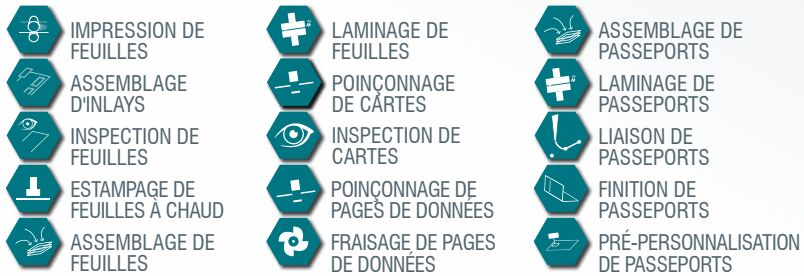 IMPRESSION DE
FEUILLES
ASSEMBLAGE
D'INLAYS
INSPECTION DE
FEUILLES
ESTAMPAGE DE
FEUILLES À CHAUD
ASSEMBLAGE DE
FEUILLES
LAMINAGE DE
FEUILLES
POINÇONNAGE
DE CARTES
INSPECTION DE
CARTES
POINÇONNAGE DE
PAGES DE DONNÉES
FRAISAGE DE PAGES
DE DONNÉES
ASSEMBLAGE DE
PASSEPORTS
LAMINAGE DE
PASSEPORTS
LIAISON DE
PASSEPORTS
FINITION DE
PASSEPORTS
PRÉ-PERSONNALISATION
DE PASSEPORTS